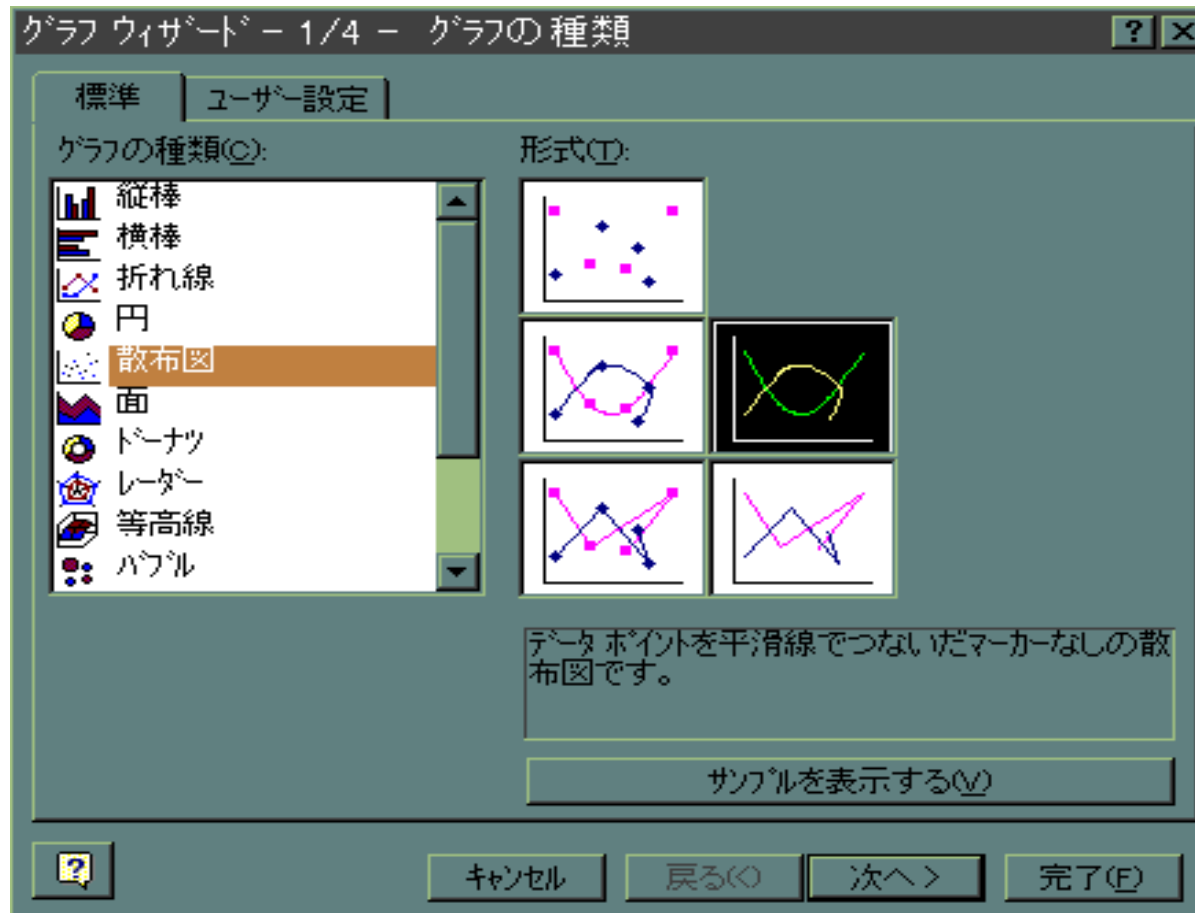 グラフ ウィザード - 1/4 - グラフの種類
標準
ユーザー設定
グラフの種類(C):
縦棒
横棒
折れ線
円
散布図
面
ドーナツ
レーダー
等高線
バブル
形式(T):
データ ポイントを平滑線でつないだマーカーなしの散
布図です。
サンプルを表示する(V)
キャンセル
戻る(<)
次へ >
完了(F)